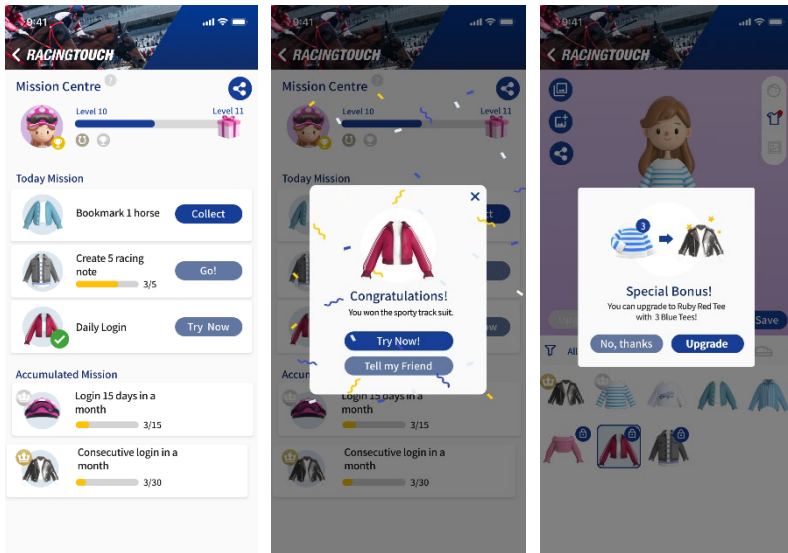 9:41
RACINGTOUCH
Mission Centre ?
Level 10
Level 11
Today Mission
Bookmark 1 horse
Collect
Create 5 racing
note
3/5
Go!
Daily Login
Try Now
Accumulated Mission
Login 15 days in a
month
3/15
Consecutive login in a
month
3/30
9:41
RACINGTOUCH
Mission Centre ?
Level 10
Level 11
Today Mission
Congratulations!
You won the sporty track suit.
Try Now!
Tell my Friend
Accum
Login 15 days in a
month
3/15
Consecutive login in a
month
3/30
9:41
RACINGTOUCH
3
Special Bonus!
You can upgrade to Ruby Red Tee
with 3 Blue Tees!
No, thanks
Upgrade
Save
All